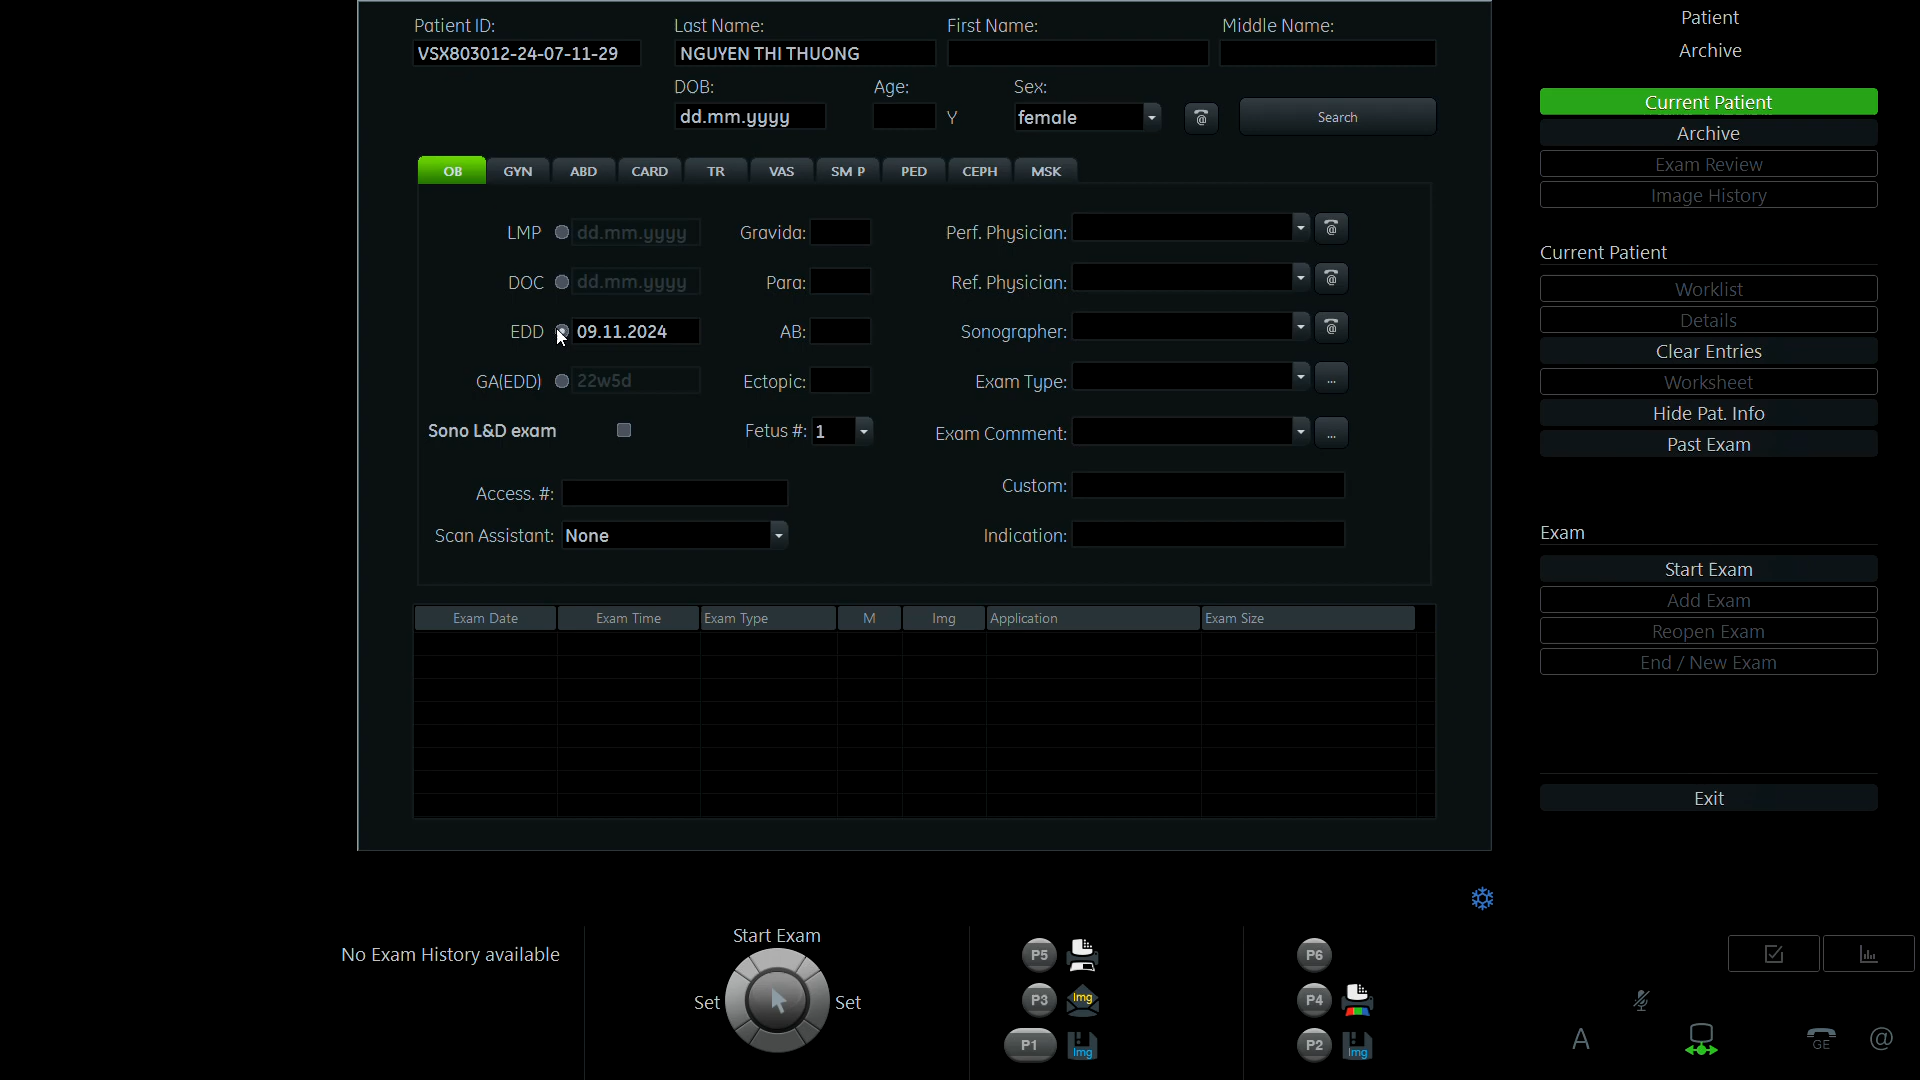 Patient ID: Last Name: First Name: Middle Name:
VSX803012-24-07-11-29 NGUYEN THI THUONG
DOB: Age: Sex:
dd.mm.yyyy Y female @ Search
OB GYN ABD CARD TR VAS SM P PED CEPH MSK
LMP dd.mm.yyyy Gravida: Perf. Physician: @
DOC dd.mm.yyyy Para: Ref. Physician: @
EDD 09.11.2024 AB: Sonographer: @
GA(EDD) 22w5d Ectopic: Exam Type: ...
Sono L&D exam Fetus #: 1 Exam Comment: ...
Access. #: Custom:
Scan Assistant: None Indication:
Exam Date Exam Time Exam Type M Img Application Exam Size
Patient
Archive
Current Patient
Archive
Exam Review
Image History
Current Patient
Worklist
Details
Clear Entries
Worksheet
Hide Pat. Info
Past Exam
Exam
Start Exam
Add Exam
Reopen Exam
End / New Exam
Exit
No Exam History available
Start Exam
Set Set
P5 P6
P3 Img P4
P1 Img P2 Img
A GE @